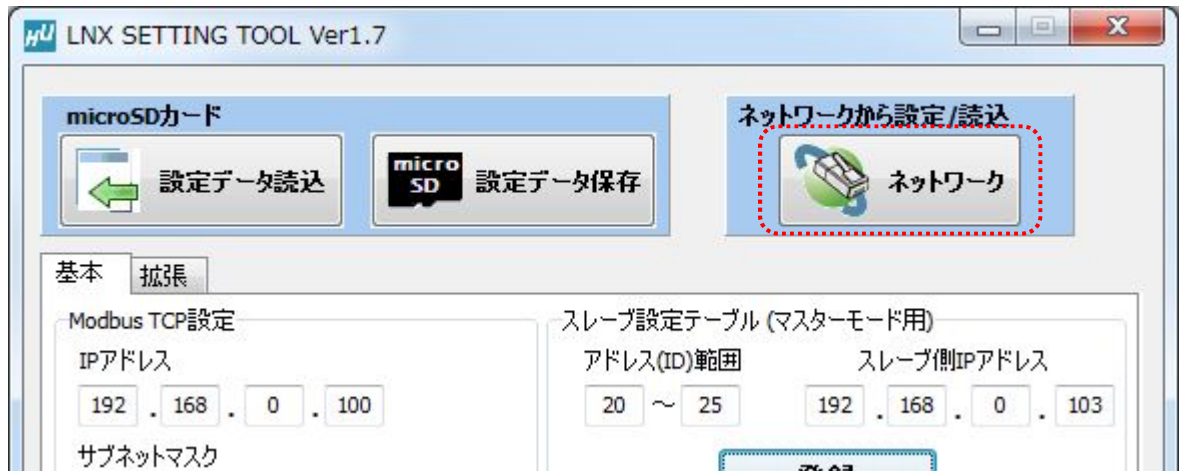 HU LNX SETTING TOOL Ver1.7
microSDカード
設定データ読込
micro
SD
設定データ保存
ネットワークから設定/読込
ネットワーク
基本
拡張
Modbus TCP設定
IPアドレス
192 . 168 . 0 . 100
サブネットマスク
スレーブ設定テーブル (マスターモード用)
アドレス(ID)範囲
スレーブ側IPアドレス
20 ～ 25
192 . 168 . 0 . 103
登録